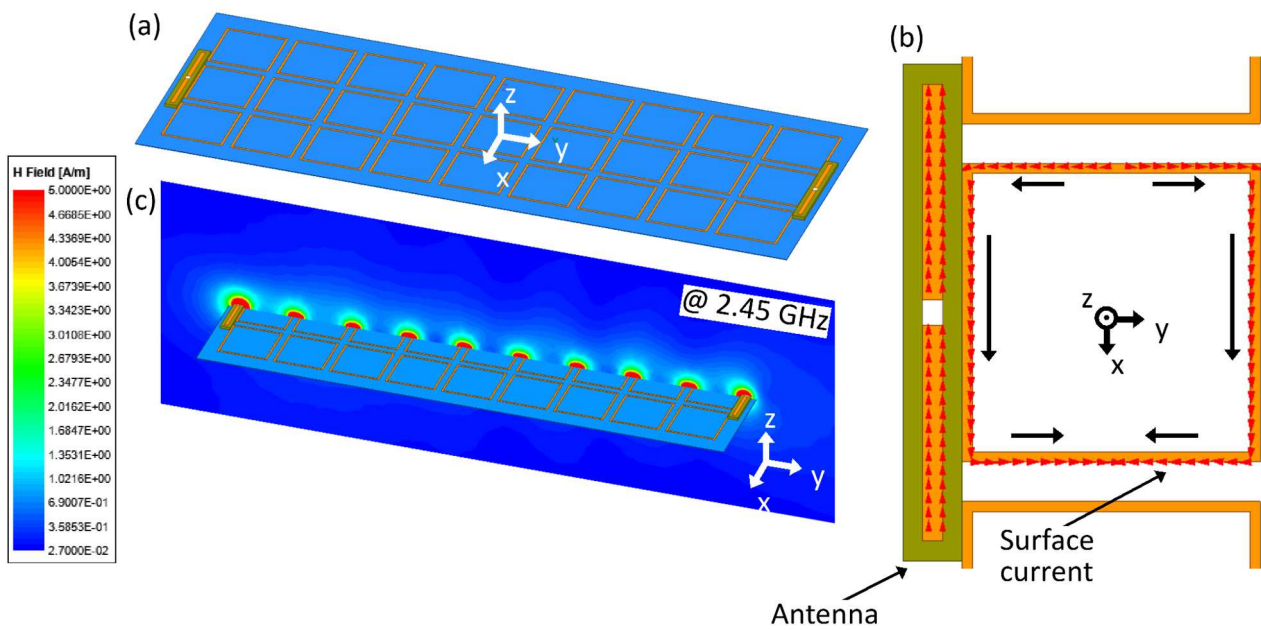 (a)
z
y
x
(b)
H Field [A/m]
5.0000E+00
4.6685E+00
4.3369E+00
4.0054E+00
3.6739E+00
3.3424E+00
3.0108E+00
2.6793E+00
2.3477E+00
2.0162E+00
1.6847E+00
1.3531E+00
1.0216E+00
6.9007E-01
3.5853E-01
2.7000E-02
(c)
@ 2.45 GHz
z
y
x
z
y
x
Surface
current
Antenna